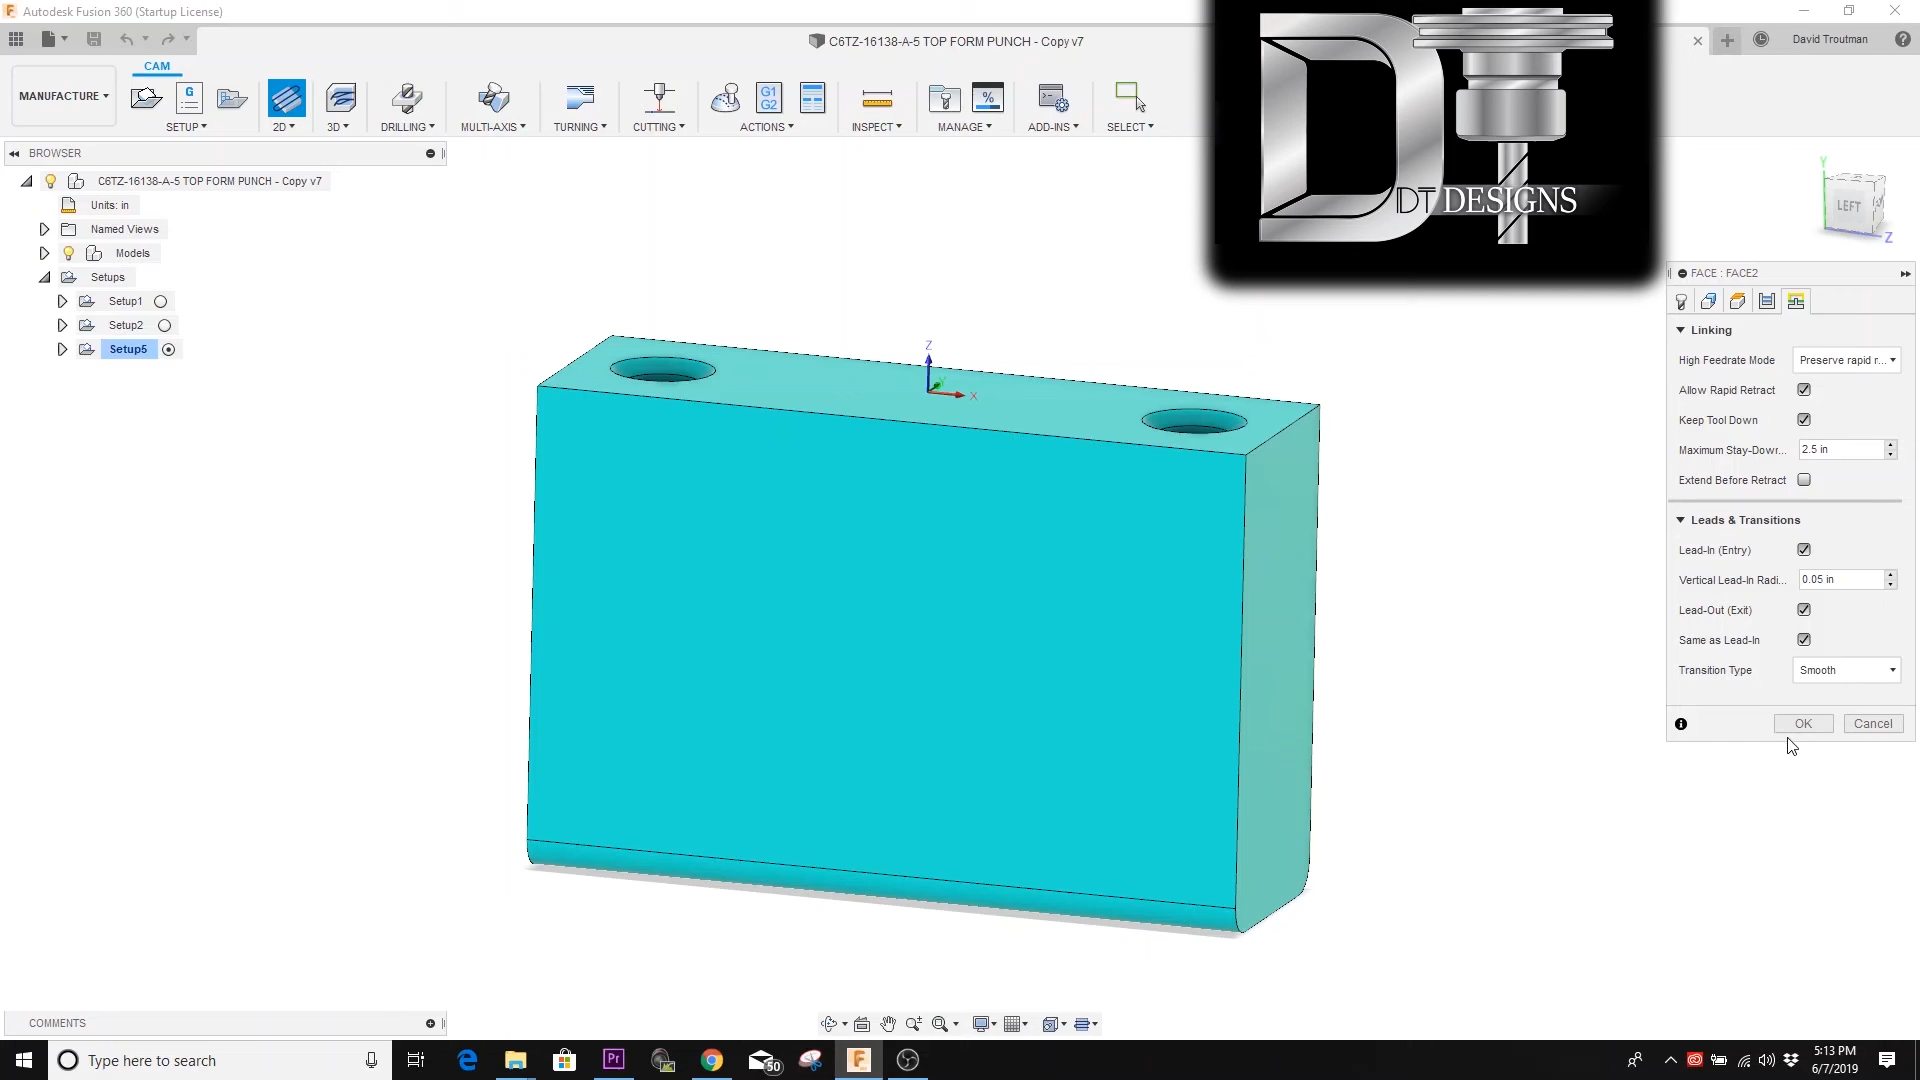 Autodesk Fusion 360 (Startup License)
C6TZ-16138-A-5 TOP FORM PUNCH - Copy v7
David Troutman
CAM
MANUFACTURE
G
G1
G2
%
SETUP
2D
3D
DRILLING
MULTI-AXIS
TURNING
CUTTING
ACTIONS
INSPECT
MANAGE
ADD-INS
SELECT
DT DESIGNS
BROWSER
C6TZ-16138-A-5 TOP FORM PUNCH - Copy v7
Units: in
Named Views
Models
Setups
Setup1
Setup2
Setup5
Z
Y
X
Y
LEFT
Z
FACE : FACE2
Linking
High Feedrate Mode Preserve rapid r...
Allow Rapid Retract
Keep Tool Down
Maximum Stay-Down... 2.5 in
Extend Before Retract
Leads & Transitions
Lead-In (Entry)
Vertical Lead-In Radi... 0.05 in
Lead-Out (Exit)
Same as Lead-In
Transition Type Smooth
OK Cancel
COMMENTS
Type here to search
Pr
50
5:13 PM
6/7/2019